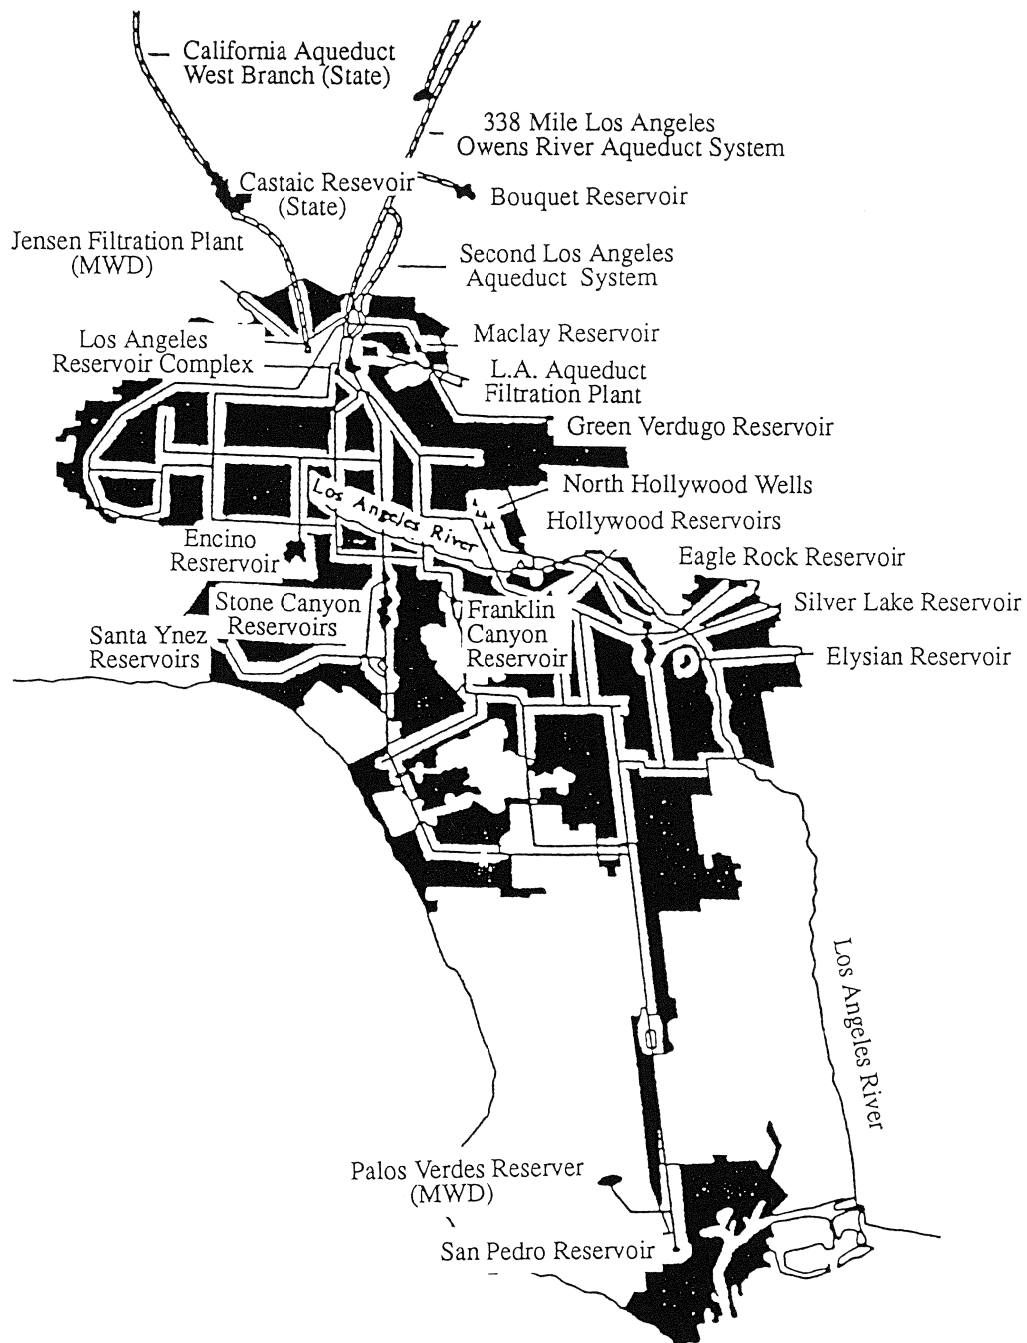 California Aqueduct
West Branch (State)
338 Mile Los Angeles
Owens River Aqueduct System
Castaic Resevoir
(State)
Bouquet Reservoir
Jensen Filtration Plant
(MWD)
Second Los Angeles
Aqueduct System
Los Angeles
Reservoir Complex
Maclay Reservoir
L.A. Aqueduct
Filtration Plant
Green Verdugo Reservoir
North Hollywood Wells
Los Angeles River
Hollywood Reservoirs
Encino
Resrervoir
Eagle Rock Reservoir
Stone Canyon
Reservoirs
Franklin
Canyon
Reservoir
Silver Lake Reservoir
Santa Ynez
Reservoirs
Elysian Reservoir
Los Angeles River
Palos Verdes Reserver
(MWD)
San Pedro Reservoir